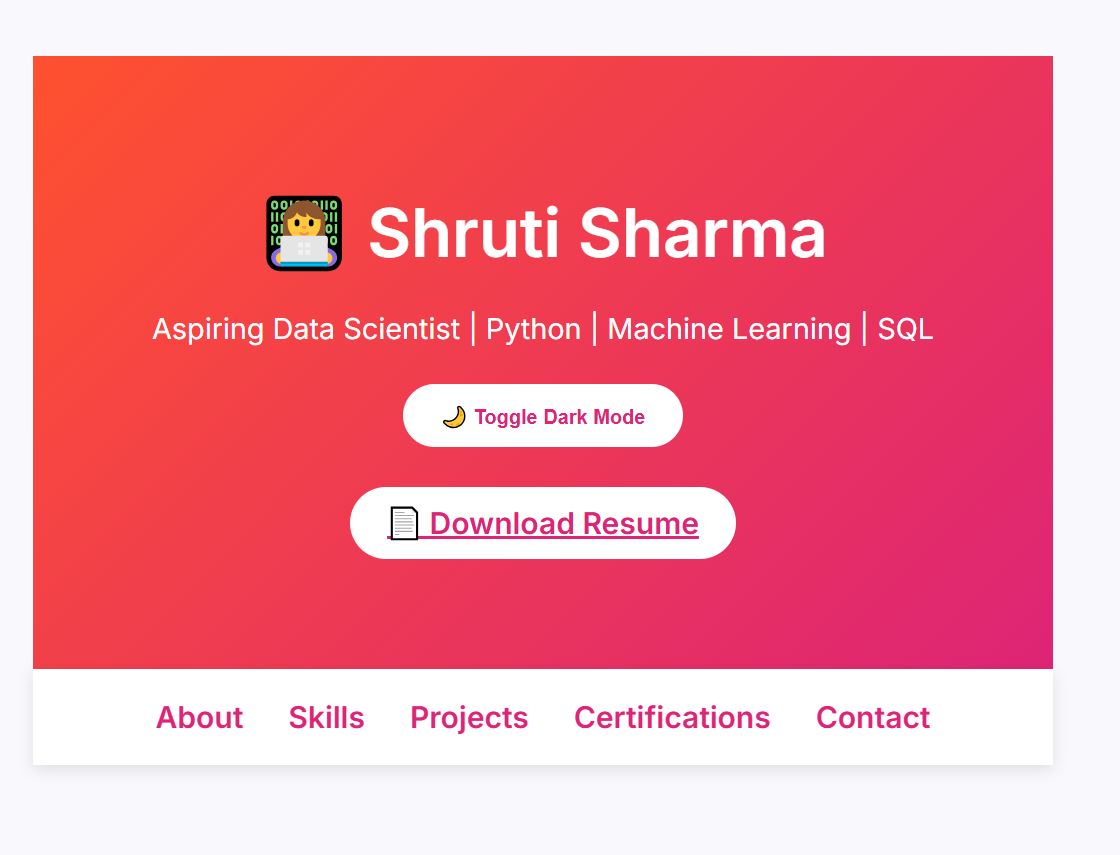 Shruti Sharma
Aspiring Data Scientist | Python | Machine Learning | SQL
Toggle Dark Mode
Download Resume
About Skills Projects Certifications Contact